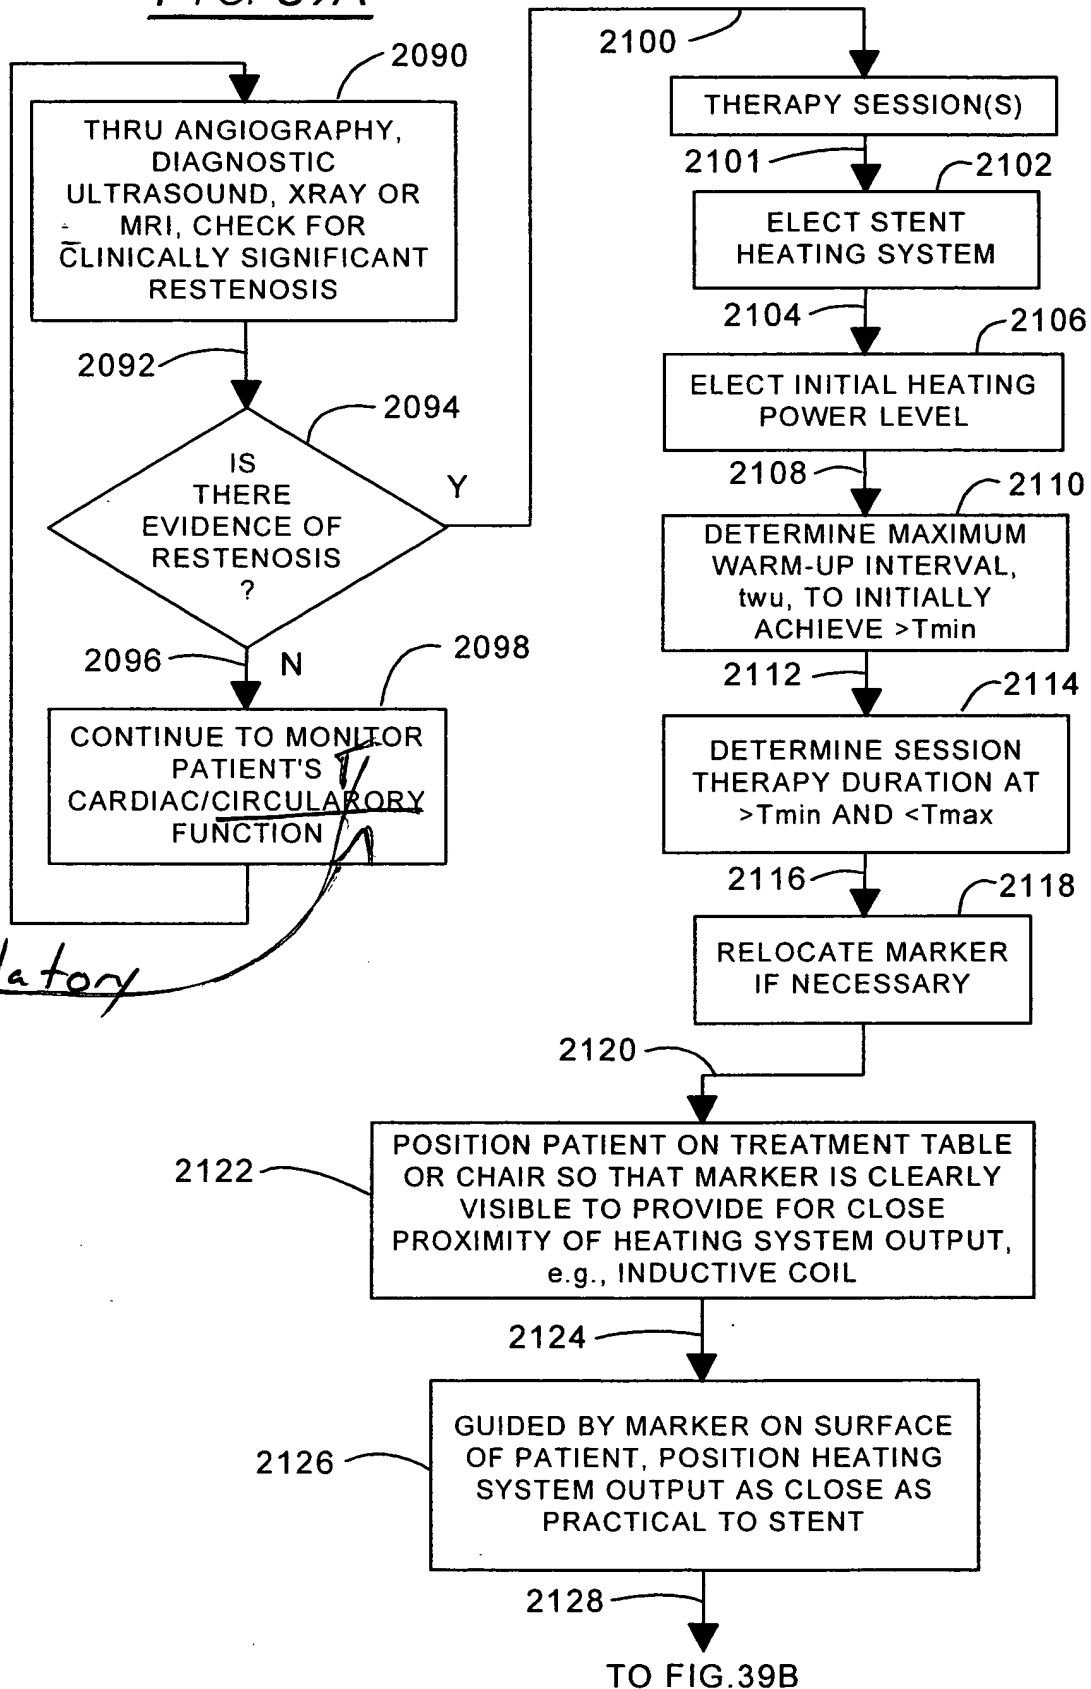 2090
THRU ANGIOGRAPHY,
DIAGNOSTIC
ULTRASOUND, XRAY OR
MRI, CHECK FOR
CLINICALLY SIGNIFICANT
RESTENOSIS
2092
2094
IS
THERE
EVIDENCE OF
RESTENOSIS
?
Y
2096
N
2098
CONTINUE TO MONITOR
PATIENT'S
CARDIAC/CIRCULARORY
FUNCTION
latory
2100
THERAPY SESSION(S)
2101
2102
ELECT STENT
HEATING SYSTEM
2104
2106
ELECT INITIAL HEATING
POWER LEVEL
2108
2110
DETERMINE MAXIMUM
WARM-UP INTERVAL,
twu, TO INITIALLY
ACHIEVE >Tmin
2112
2114
DETERMINE SESSION
THERAPY DURATION AT
>Tmin AND <Tmax
2116
2118
RELOCATE MARKER
IF NECESSARY
2120
2122
POSITION PATIENT ON TREATMENT TABLE
OR CHAIR SO THAT MARKER IS CLEARLY
VISIBLE TO PROVIDE FOR CLOSE
PROXIMITY OF HEATING SYSTEM OUTPUT,
e.g., INDUCTIVE COIL
2124
2126
GUIDED BY MARKER ON SURFACE
OF PATIENT, POSITION HEATING
SYSTEM OUTPUT AS CLOSE AS
PRACTICAL TO STENT
2128
TO FIG.39B